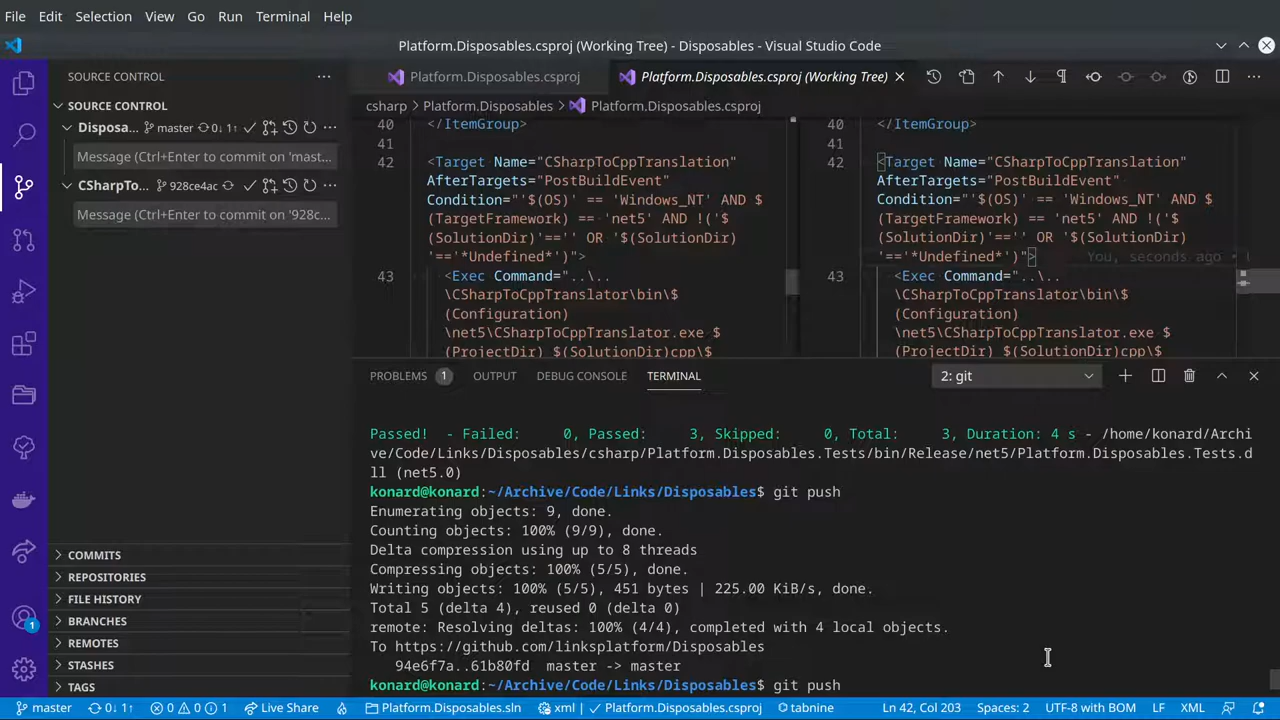 File Edit Selection View Go Run Terminal Help
Platform.Disposables.csproj (Working Tree) - Disposables - Visual Studio Code
SOURCE CONTROL
SOURCE CONTROL
Disposa... master 0↓ 1↑
Message (Ctrl+Enter to commit on 'mast...
CSharpTo... 928ce4ac
Message (Ctrl+Enter to commit on '928c...
COMMITS
REPOSITORIES
FILE HISTORY
BRANCHES
REMOTES
STASHES
TAGS
1
Platform.Disposables.csproj
Platform.Disposables.csproj (Working Tree)
csharp > Platform.Disposables > Platform.Disposables.csproj
40 </ItemGroup>
41
42 <Target Name="CSharpToCppTranslation"
AfterTargets="PostBuildEvent"
Condition="'$(OS)' == 'Windows_NT' AND $
(TargetFramework) == 'net5' AND !('$
(SolutionDir)'=='' OR '$(SolutionDir)
'=='*Undefined*')">
43 <Exec Command="..\..
\CSharpToCppTranslator\bin\$
(Configuration)
\net5\CSharpToCppTranslator.exe $
(ProjectDir) $(SolutionDir)cpp\$
40 </ItemGroup>
41
42 <Target Name="CSharpToCppTranslation"
AfterTargets="PostBuildEvent"
Condition="'$(OS)' == 'Windows_NT' AND $
(TargetFramework) == 'net5' AND !('$
(SolutionDir)'=='' OR '$(SolutionDir)
'=='*Undefined*')"> You, seconds ago •
43 <Exec Command="..\..
\CSharpToCppTranslator\bin\$
(Configuration)
\net5\CSharpToCppTranslator.exe $
(ProjectDir) $(SolutionDir)cpp\$
PROBLEMS 1 OUTPUT DEBUG CONSOLE TERMINAL 2: git
Passed! - Failed: 0, Passed: 3, Skipped: 0, Total: 3, Duration: 4 s - /home/konard/Archi
ve/Code/Links/Disposables/csharp/Platform.Disposables.Tests/bin/Release/net5/Platform.Disposables.Tests.d
ll (net5.0)
konard@konard:~/Archive/Code/Links/Disposables$ git push
Enumerating objects: 9, done.
Counting objects: 100% (9/9), done.
Delta compression using up to 8 threads
Compressing objects: 100% (5/5), done.
Writing objects: 100% (5/5), 451 bytes | 225.00 KiB/s, done.
Total 5 (delta 4), reused 0 (delta 0)
remote: Resolving deltas: 100% (4/4), completed with 4 local objects.
To https://github.com/linksplatform/Disposables
94e6f7a..61b80fd master -> master
konard@konard:~/Archive/Code/Links/Disposables$ git push
master 0↓ 1↑ 0 0 1 Live Share Platform.Disposables.sln xml Platform.Disposables.csproj tabnine Ln 42, Col 203 Spaces: 2 UTF-8 with BOM LF XML